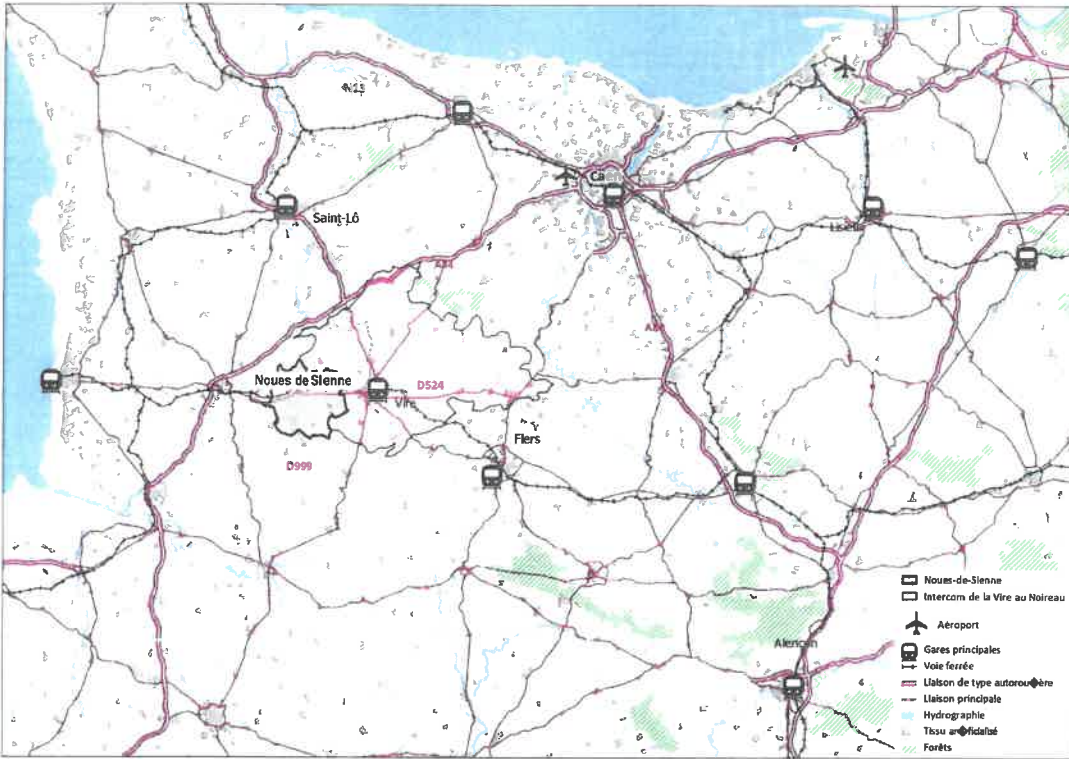 N13
Caen
Saint-Lô
Lisieux
A84
A88
Noues de Sienne
D524
Vire
Flers
D999
Alençon
Noues-de-Sienne
Intercom de la Vire au Noireau
Aéroport
Gares principales
Voie ferrée
Liaison de type autorou�ère
Liaison principale
Hydrographie
Tissu ar�ficialisé
Forêts